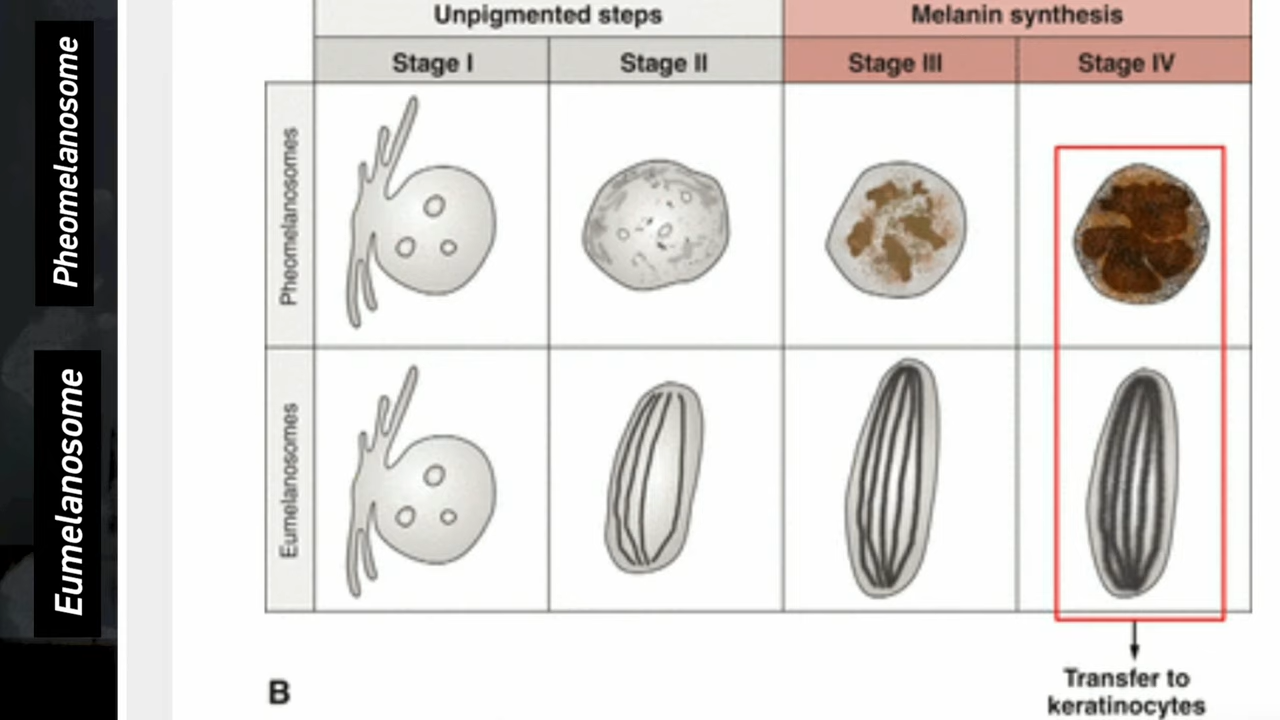 Pheomelanosome
Eumelanosome
Unpigmented steps
Melanin synthesis
Stage I
Stage II
Stage III
Stage IV
Pheomelanosomes
Eumelanosomes
B
Transfer to
keratinocytes